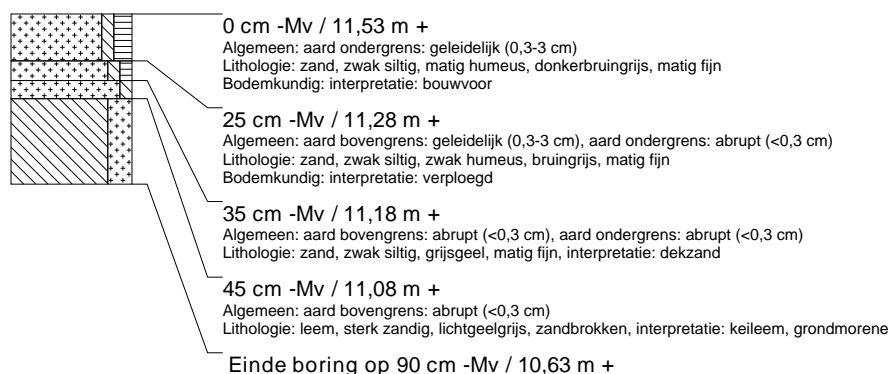 0 cm -Mv / 11,53 m +
Algemeen: aard ondergrens: geleidelijk (0,3-3 cm)
Lithologie: zand, zwak siltig, matig humeus, donkerbruingrijs, matig fijn
Bodemkundig: interpretatie: bouwvoor
25 cm -Mv / 11,28 m +
Algemeen: aard bovengrens: geleidelijk (0,3-3 cm), aard ondergrens: abrupt (<0,3 cm)
Lithologie: zand, zwak siltig, zwak humeus, bruingrijs, matig fijn
Bodemkundig: interpretatie: verploegd
35 cm -Mv / 11,18 m +
Algemeen: aard bovengrens: abrupt (<0,3 cm), aard ondergrens: abrupt (<0,3 cm)
Lithologie: zand, zwak siltig, grijsgeel, matig fijn, interpretatie: dekzand
45 cm -Mv / 11,08 m +
Algemeen: aard bovengrens: abrupt (<0,3 cm)
Lithologie: leem, sterk zandig, lichtgeelgrijs, zandbrokken, interpretatie: keileem, grondmorene
Einde boring op 90 cm -Mv / 10,63 m +